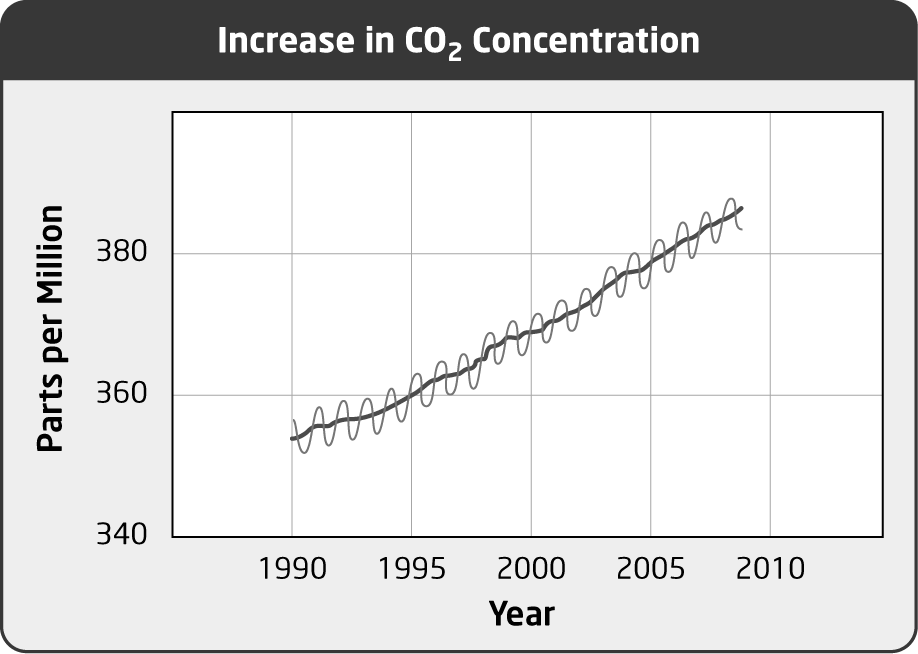 Increase in CO₂ Concentration
Parts per Million
380
360
340
1990 1995 2000 2005 2010
Year